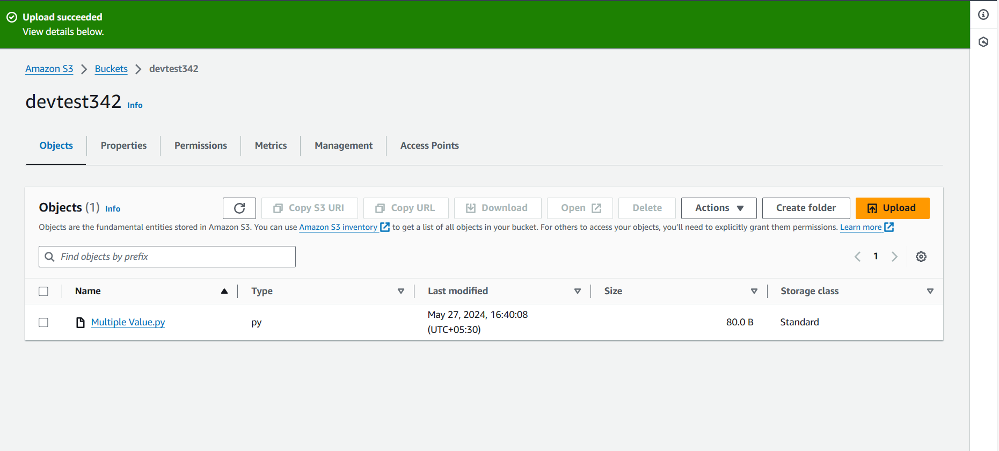 Upload succeeded
View details below.
Amazon S3 > Buckets > devtest342
devtest342 Info
Objects Properties Permissions Metrics Management Access Points
Objects (1) Info Copy S3 URI Copy URL Download Open Delete Actions Create folder Upload
Objects are the fundamental entities stored in Amazon S3. You can use Amazon S3 inventory to get a list of all objects in your bucket. For others to access your objects, you'll need to explicitly grant them permissions. Learn more
Find objects by prefix 1
Name Type Last modified Size Storage class
Multiple Value.py py May 27, 2024, 16:40:08 80.0 B Standard
(UTC+05:30)